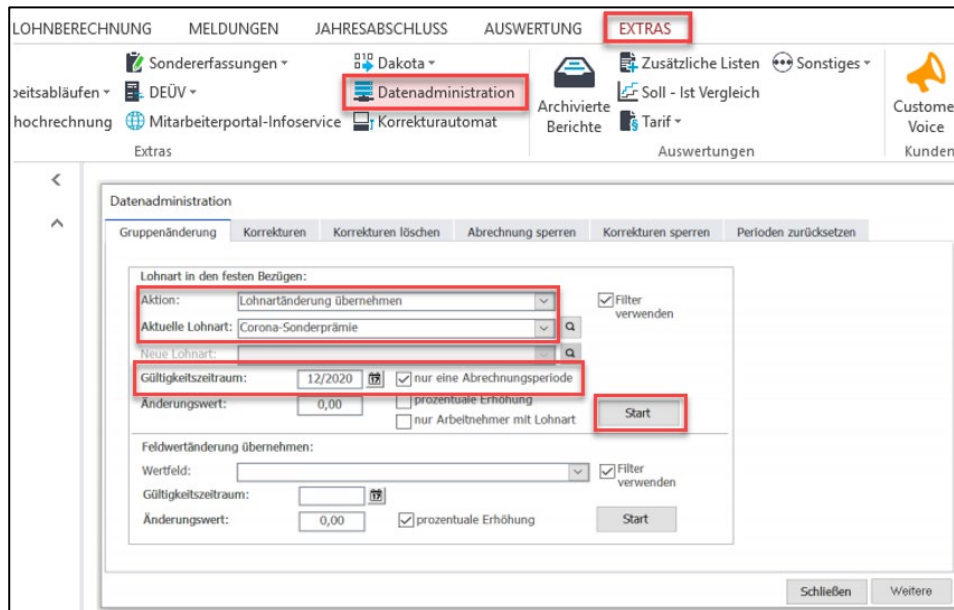 LOHNBERECHNUNG MELDUNGEN JAHRESABSCHLUSS AUSWERTUNG EXTRAS
Sondererfassungen Dakota Zusätzliche Listen Sonstiges
beitsabläufen DEÜV Datenadministration Soll - Ist Vergleich
hochrechnung Mitarbeiterportal-Infoservice Korrekturautomat Archivierte Berichte Tarif Custome Voice
Extras Auswertungen Kunden
Datenadministration
Gruppenänderung Korrekturen Korrekturen löschen Abrechnung sperren Korrekturen sperren Perioden zurücksetzen
Lohnart in den festen Bezügen:
Aktion: Lohnartänderung übernehmen Filter verwenden
Aktuelle Lohnart: Corona-Sonderprämie
Neue Lohnart:
Gültigkeitszeitraum: 12/2020 nur eine Abrechnungsperiode
Änderungswert: 0,00 prozentuale Erhöhung
nur Arbeitnehmer mit Lohnart Start
Feldwertänderung übernehmen:
Wertfeld: Filter verwenden
Gültigkeitszeitraum:
Änderungswert: 0,00 prozentuale Erhöhung Start
Schließen Weitere